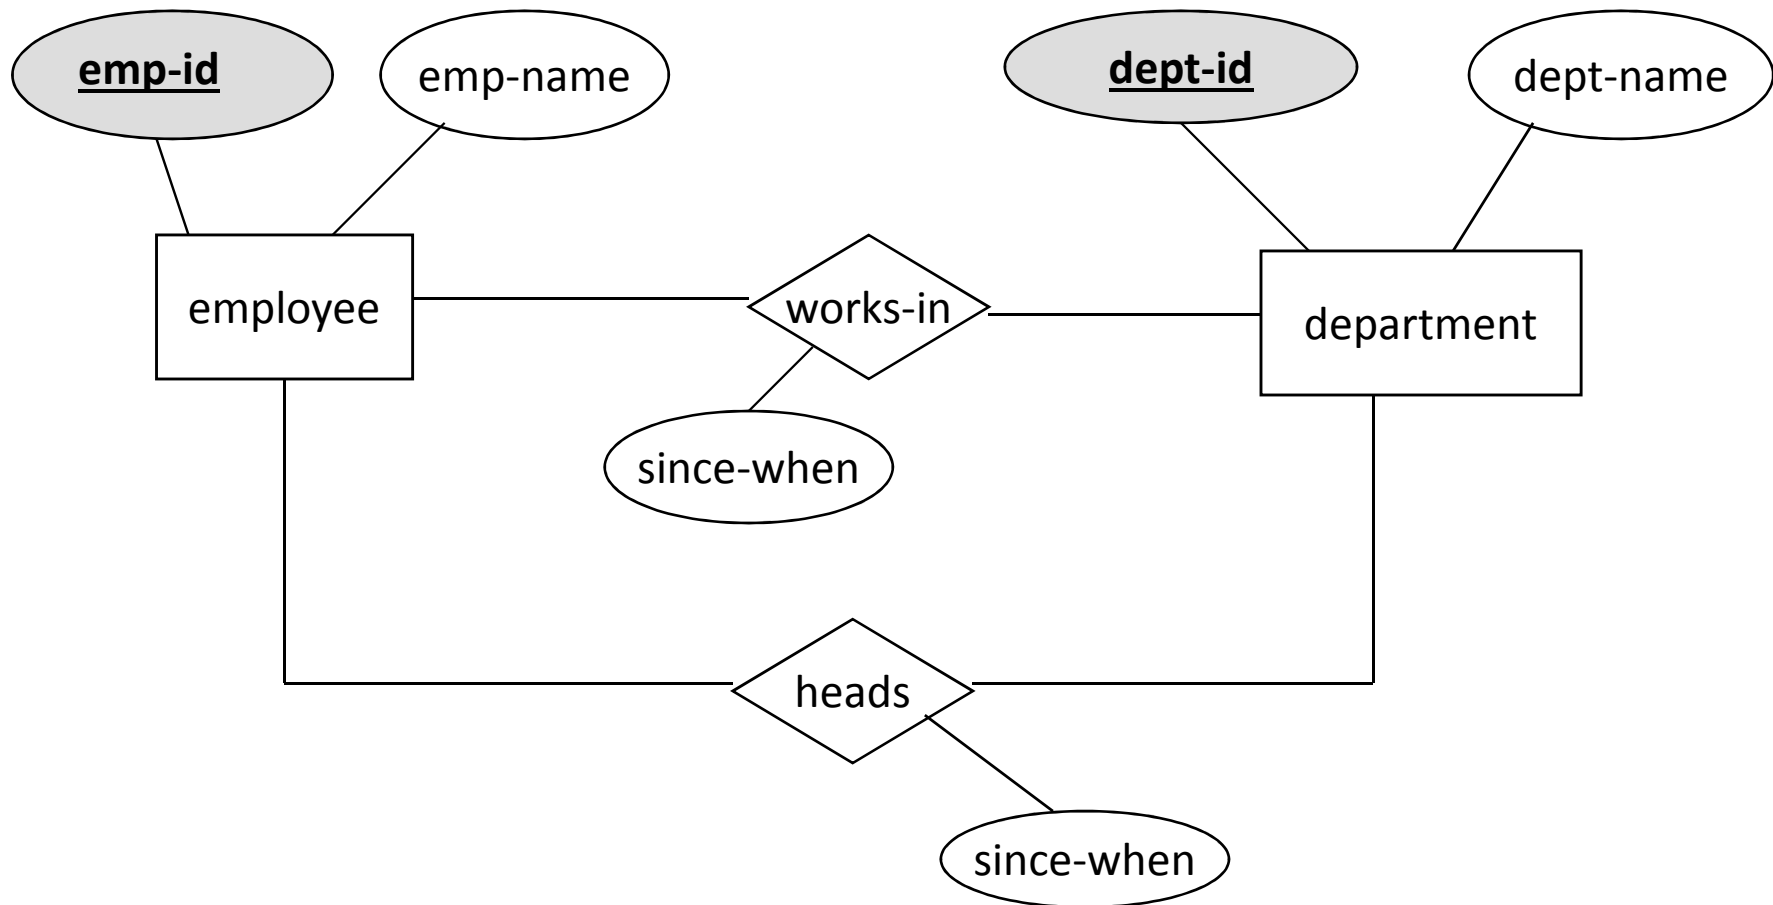 emp-id
emp-name
dept-id
dept-name
employee
works-in
department
since-when
heads
since-when